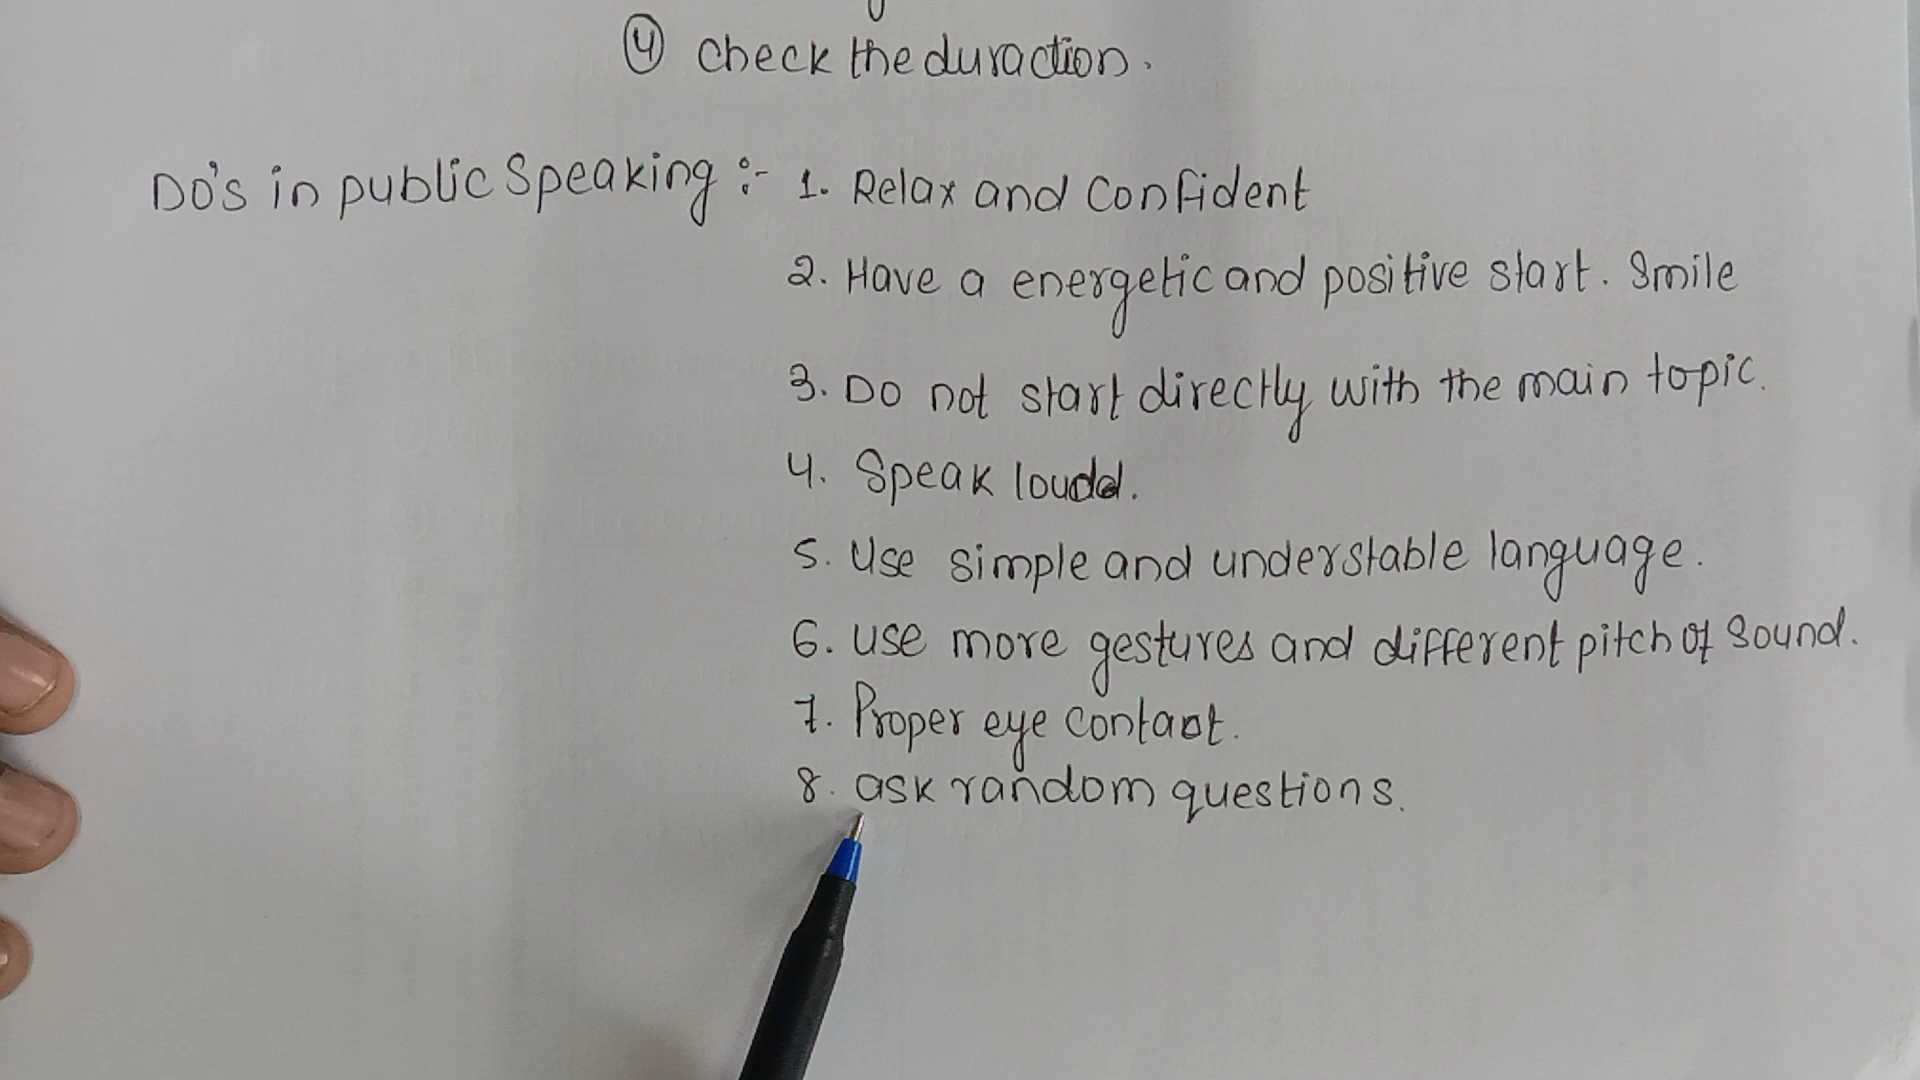 ④ check the duraction.
Do's in public Speaking :- 1. Relax and Confident
2. Have a energetic and positive start. Smile
3. Do not start directly with the main topic.
4. Speak loudd.
5. Use simple and understable language.
6. use more gestures and different pitch of Sound.
7. Proper eye contact.
8. ask random questions.